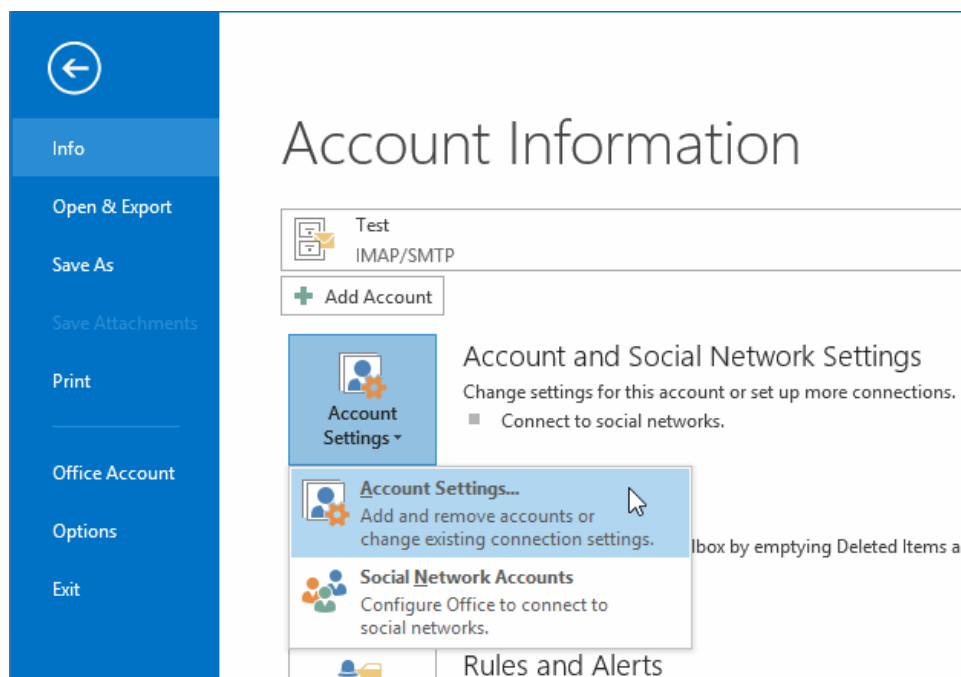 Info
Open & Export
Save As
Save Attachments
Print
Office Account
Options
Exit
Account Information
Test
IMAP/SMTP
Add Account
Account
Settings
Account and Social Network Settings
Change settings for this account or set up more connections.
Connect to social networks.
Account Settings...
Add and remove accounts or
change existing connection settings.
lbox by emptying Deleted Items a
Social Network Accounts
Configure Office to connect to
social networks.
Rules and Alerts